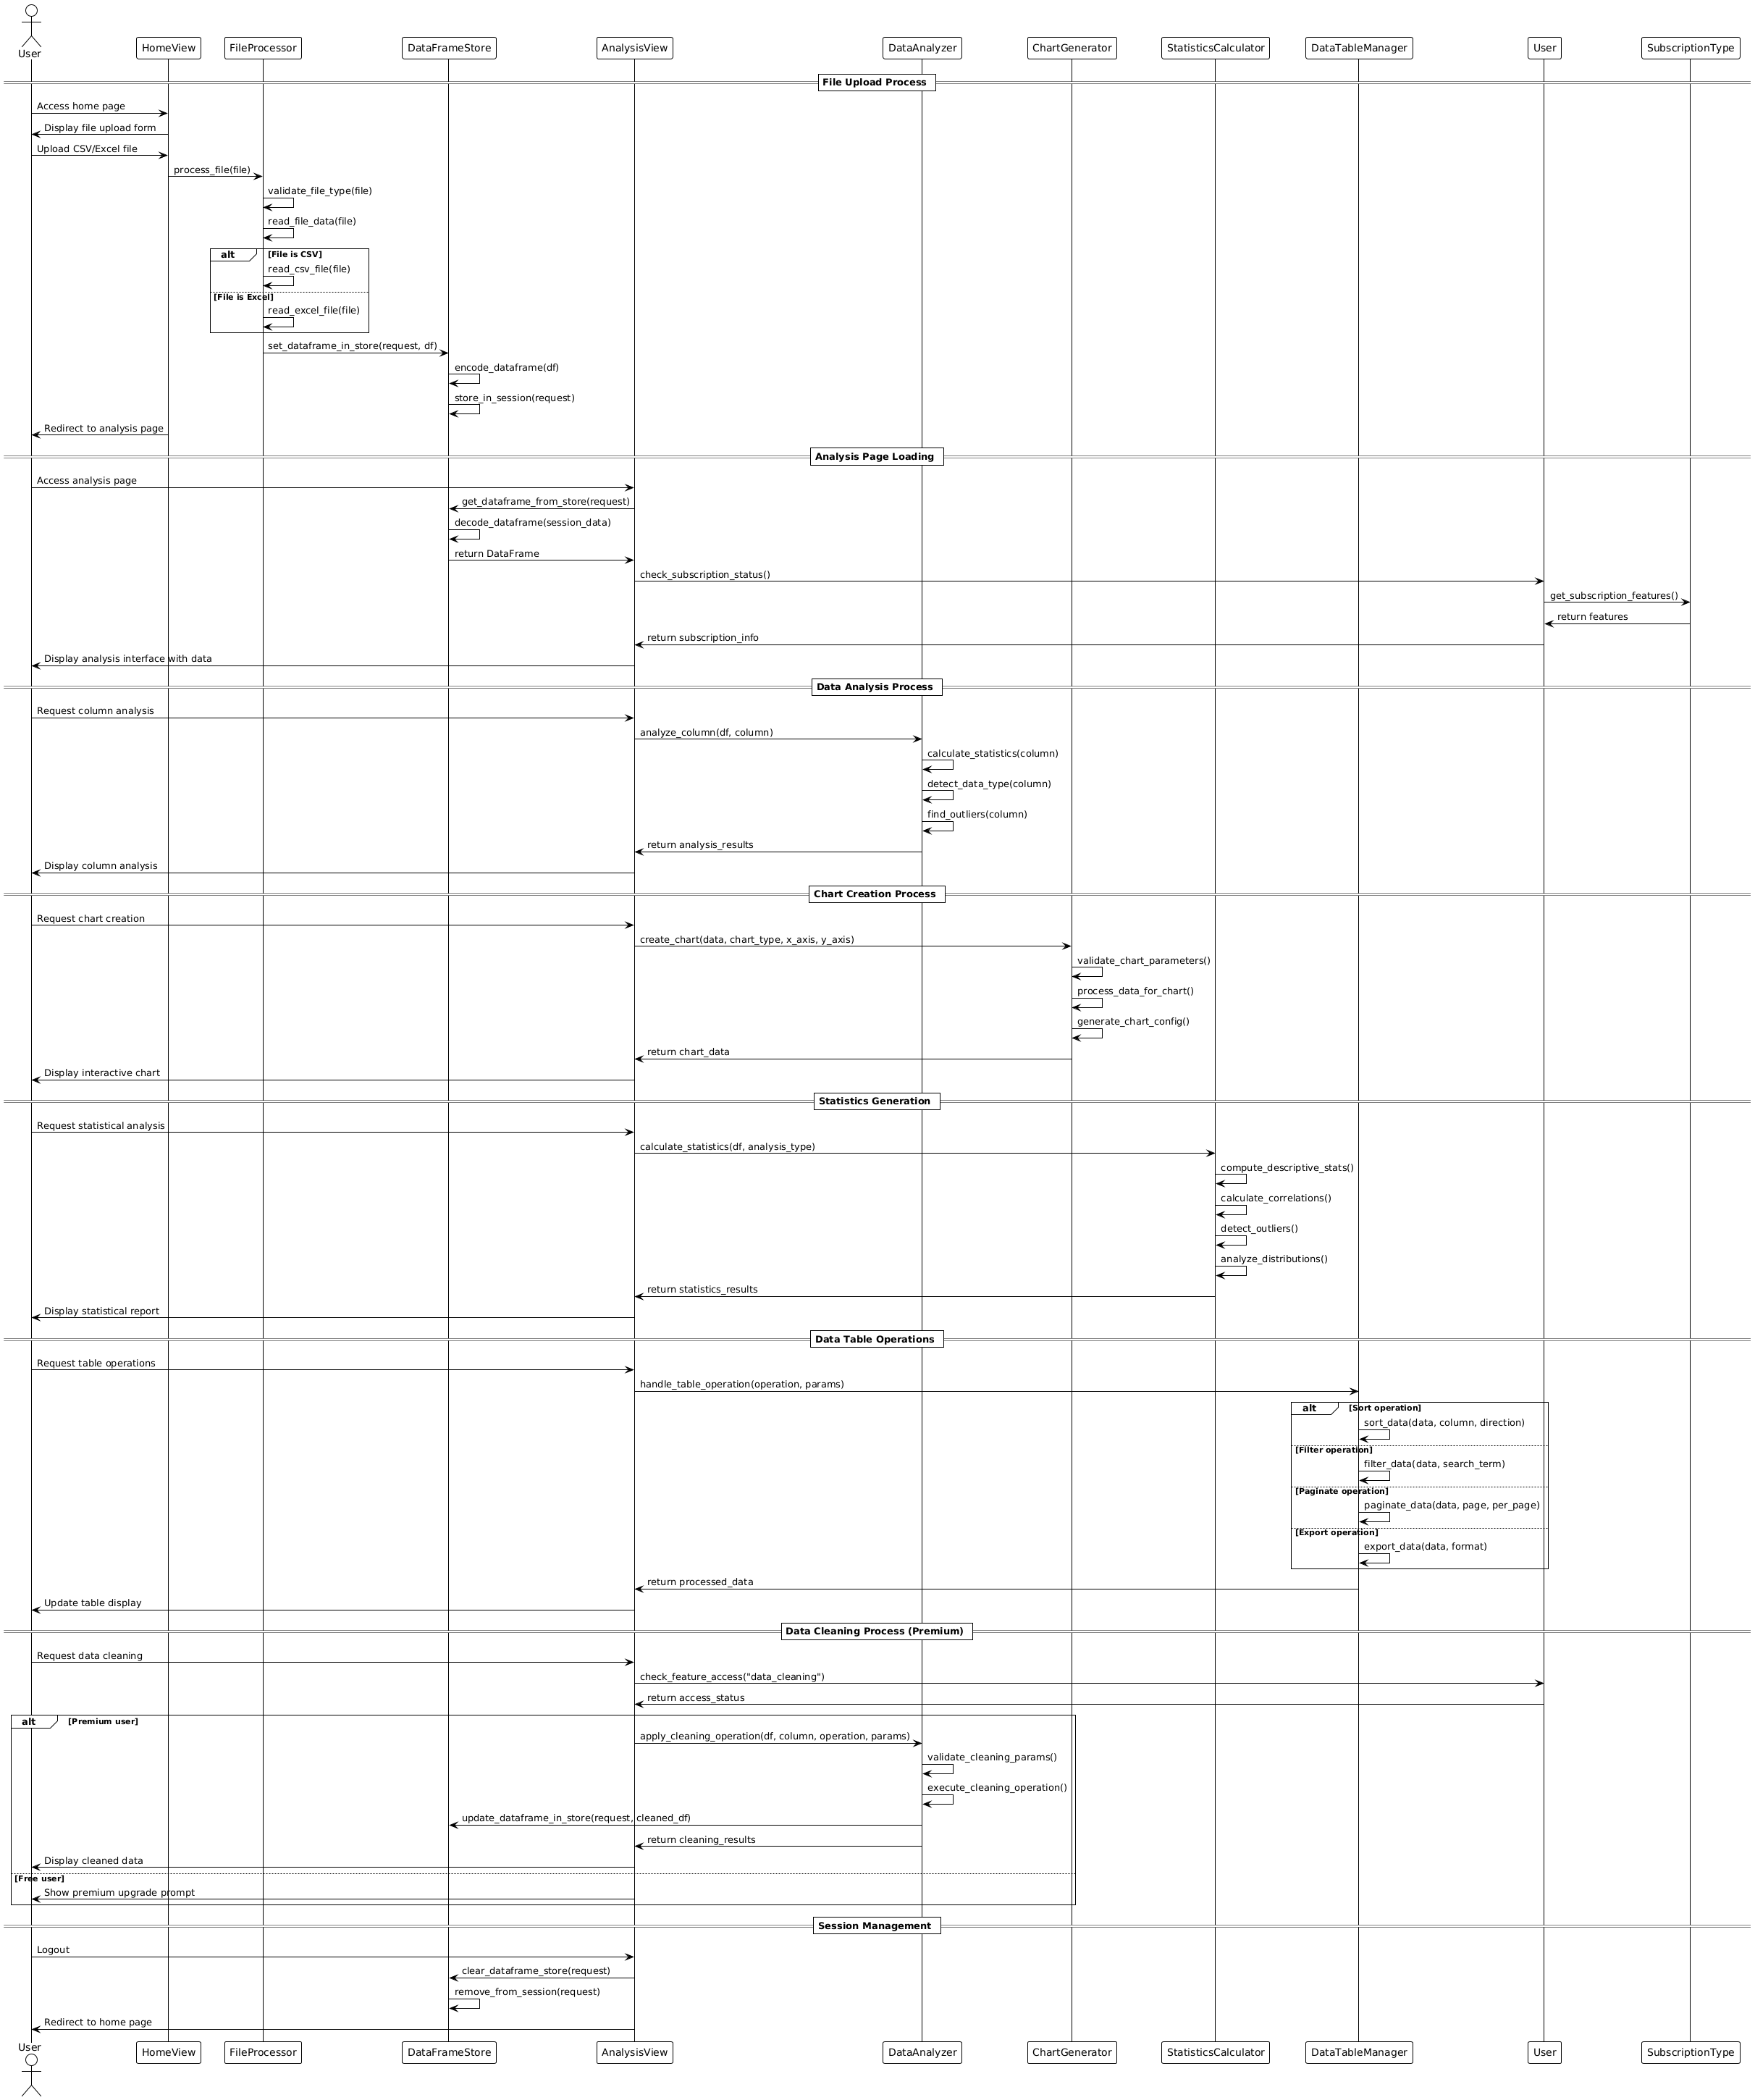 User
HomeView
FileProcessor
DataFrameStore
AnalysisView
DataAnalyzer
ChartGenerator
StatisticsCalculator
DataTableManager
User
SubscriptionType
File Upload Process
Access home page
Display file upload form
Upload CSV/Excel file
process_file(file)
validate_file_type(file)
read_file_data(file)
alt [File is CSV]
read_csv_file(file)
[File is Excel]
read_excel_file(file)
set_dataframe_in_store(request, df)
encode_dataframe(df)
store_in_session(request)
Redirect to analysis page
Analysis Page Loading
Access analysis page
get_dataframe_from_store(request)
decode_dataframe(session_data)
return DataFrame
check_subscription_status()
get_subscription_features()
return features
return subscription_info
Display analysis interface with data
Data Analysis Process
Request column analysis
analyze_column(df, column)
calculate_statistics(column)
detect_data_type(column)
find_outliers(column)
return analysis_results
Display column analysis
Chart Creation Process
Request chart creation
create_chart(data, chart_type, x_axis, y_axis)
validate_chart_parameters()
process_data_for_chart()
generate_chart_config()
return chart_data
Display interactive chart
Statistics Generation
Request statistical analysis
calculate_statistics(df, analysis_type)
compute_descriptive_stats()
calculate_correlations()
detect_outliers()
analyze_distributions()
return statistics_results
Display statistical report
Data Table Operations
Request table operations
handle_table_operation(operation, params)
alt [Sort operation]
sort_data(data, column, direction)
[Filter operation]
filter_data(data, search_term)
[Paginate operation]
paginate_data(data, page, per_page)
[Export operation]
export_data(data, format)
return processed_data
Update table display
Data Cleaning Process (Premium)
Request data cleaning
check_feature_access("data_cleaning")
return access_status
alt [Premium user]
apply_cleaning_operation(df, column, operation, params)
validate_cleaning_params()
execute_cleaning_operation()
update_dataframe_in_store(request, cleaned_df)
return cleaning_results
Display cleaned data
[Free user]
Show premium upgrade prompt
Session Management
Logout
clear_dataframe_store(request)
remove_from_session(request)
Redirect to home page
User
HomeView
FileProcessor
DataFrameStore
AnalysisView
DataAnalyzer
ChartGenerator
StatisticsCalculator
DataTableManager
User
SubscriptionType